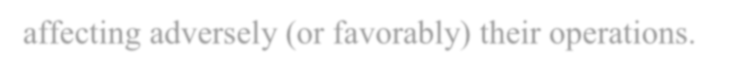 affecting adversely (or favorably) their operations.